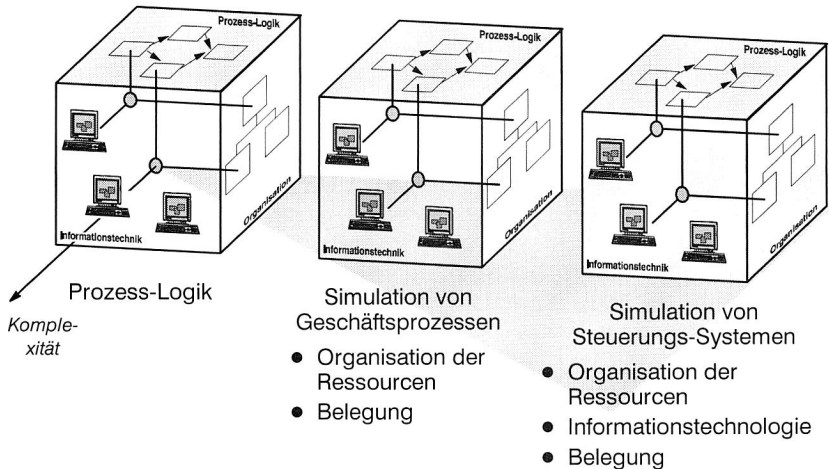 Prozess-Logik
Informationstechnik
Organisation
Prozess-Logik
Komple-
xität
Prozess-Logik
Informationstechnik
Organisation
Simulation von
Geschäftsprozessen
● Organisation der
Ressourcen
● Belegung
Prozess-Logik
Informationstechnik
Organisation
Simulation von
Steuerungs-Systemen
● Organisation der
Ressourcen
● Informationstechnologie
● Belegung